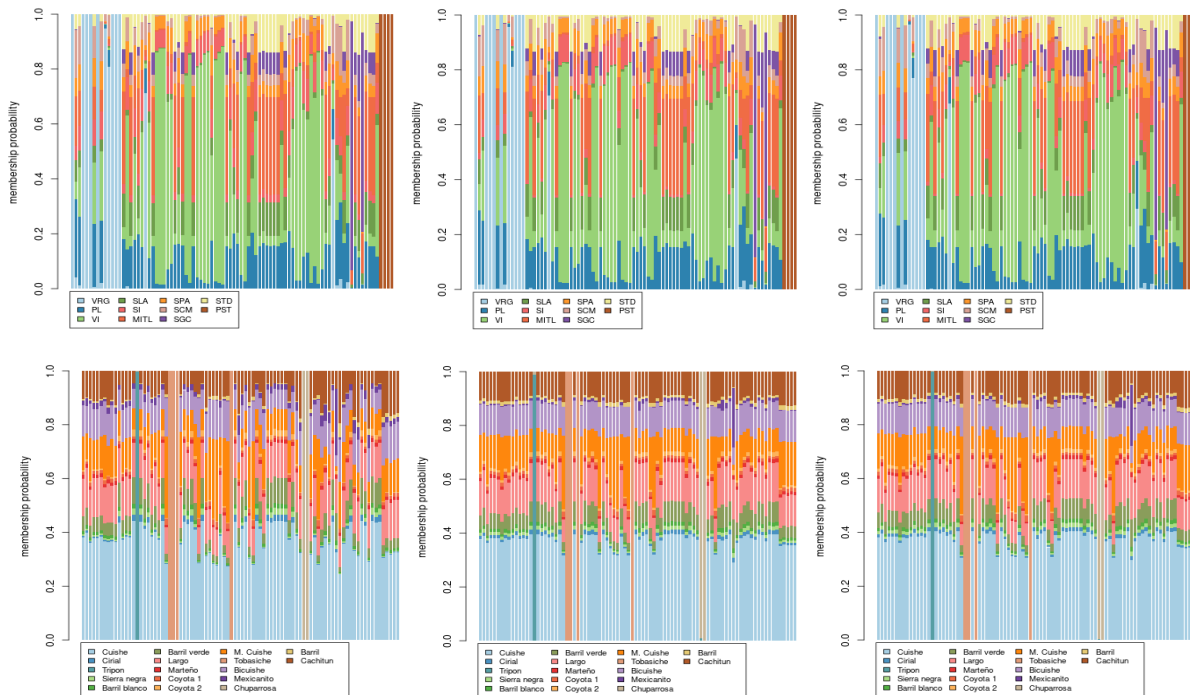 membership probability
0.0 0.2 0.4 0.6 0.8 1.0
VRG SLA SPA STD
PL SI SCM PST
VI MITL SGC
membership probability
0.0 0.2 0.4 0.6 0.8 1.0
VRG SLA SPA STD
PL SI SCM PST
VI MITL SGC
membership probability
0.0 0.2 0.4 0.6 0.8 1.0
VRG SLA SPA STD
PL SI SCM PST
VI MITL SGC
membership probability
0.0 0.2 0.4 0.6 0.8 1.0
Cuishe Barril verde M. Cuishe Barril
Cirial Largo Tobasiche Cachitun
Tripon Marteño Bicuishe
Sierra negra Coyota 1 Mexicanito
Barril blanco Coyota 2 Chuparrosa
membership probability
0.0 0.2 0.4 0.6 0.8 1.0
Cuishe Barril verde M. Cuishe Barril
Cirial Largo Tobasiche Cachitun
Tripon Marteño Bicuishe
Sierra negra Coyota 1 Mexicanito
Barril blanco Coyota 2 Chuparrosa
membership probability
0.0 0.2 0.4 0.6 0.8 1.0
Cuishe Barril verde M. Cuishe Barril
Cirial Largo Tobasiche Cachitun
Tripon Marteño Bicuishe
Sierra negra Coyota 1 Mexicanito
Barril blanco Coyota 2 Chuparrosa